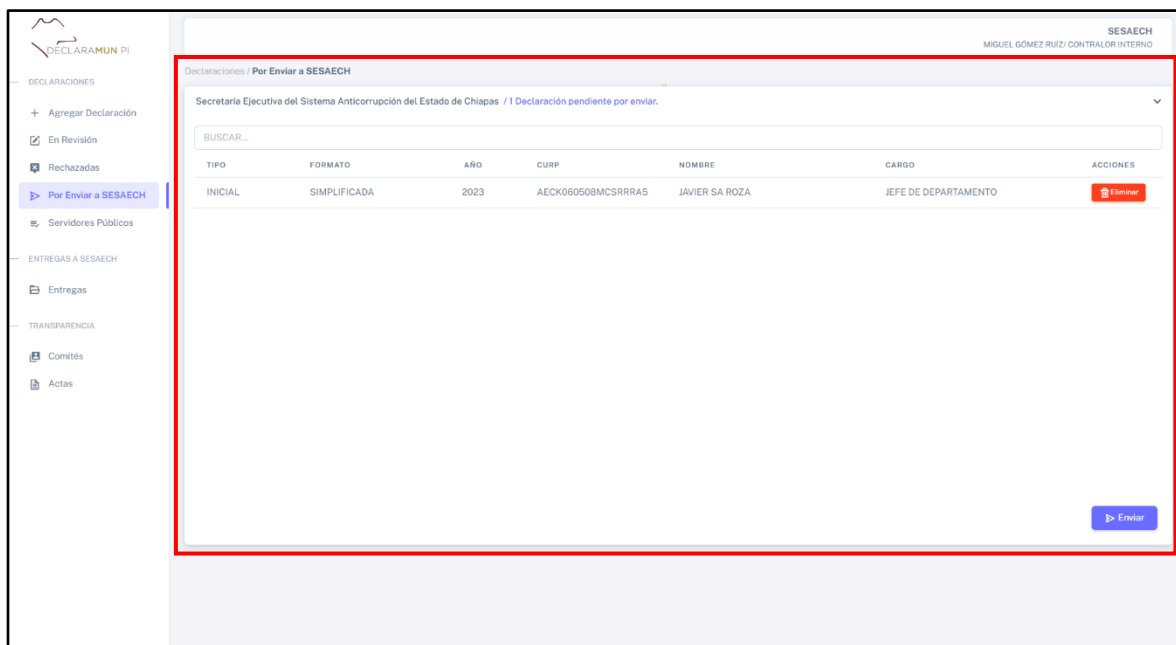 DECLARAMUN PI
SESAECH
MIGUEL GÓMEZ RUÍZ/ CONTRALOR INTERNO
DECLARACIONES
+ Agregar Declaración
En Revisión
Rechazadas
Por Enviar a SESAECH
Servidores Públicos
ENTREGAS A SESAECH
Entregas
TRANSPARENCIA
Comités
Actas
Declaraciones / Por Enviar a SESAECH
Secretaría Ejecutiva del Sistema Anticorrupción del Estado de Chiapas / 1 Declaración pendiente por enviar.
BUSCAR...
TIPO FORMATO AÑO CURP NOMBRE CARGO ACCIONES
INICIAL SIMPLIFICADA 2023 AECK060508MCSRRRA5 JAVIER SA ROZA JEFE DE DEPARTAMENTO Eliminar
Enviar